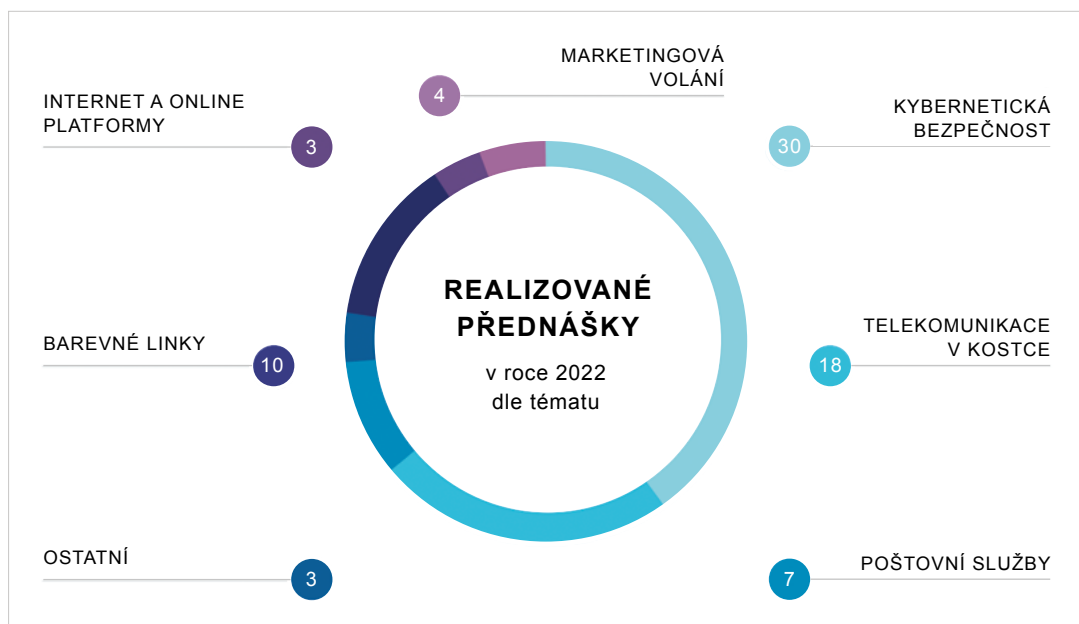 MARKETINGOVÁ
VOLÁNÍ
4
INTERNET A ONLINE
PLATFORMY
3
KYBERNETICKÁ
BEZPEČNOST
30
REALIZOVANÉ
PŘEDNÁŠKY
v roce 2022
dle tématu
BAREVNÉ LINKY
10
TELEKOMUNIKACE
V KOSTCE
18
OSTATNÍ
3
POŠTOVNÍ SLUŽBY
7